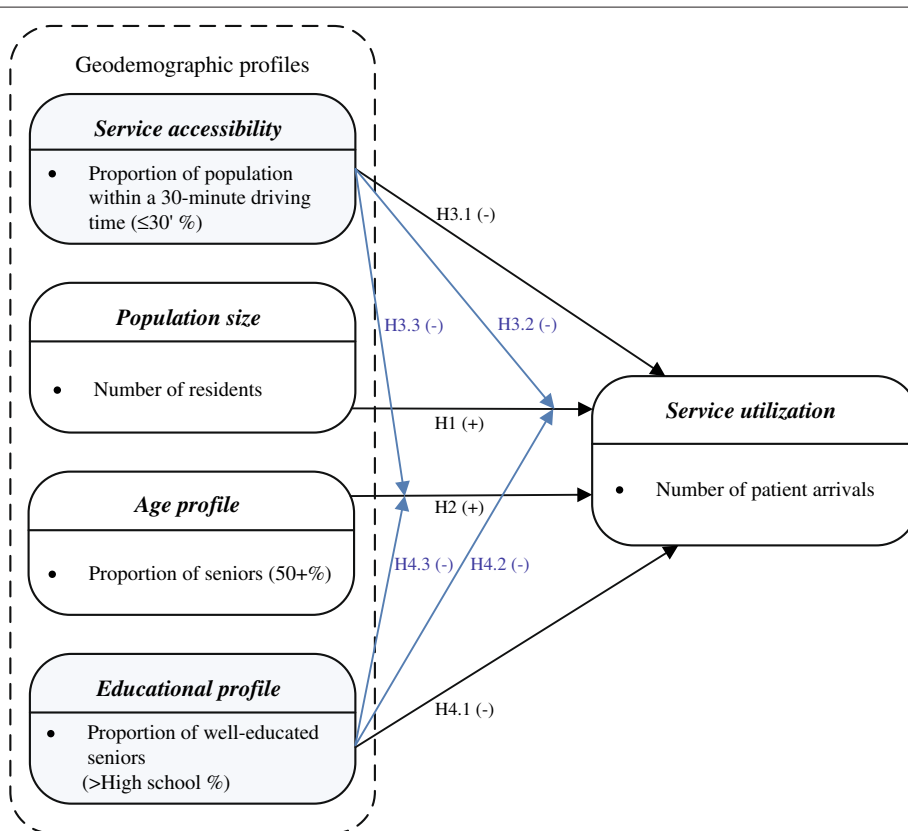 Geodemographic profiles
Service accessibility
• Proportion of population
within a 30-minute driving
time (≤30' %)
H3.1 (-)
Population size
• Number of residents
H3.3 (-)
H3.2 (-)
H1 (+)
Service utilization
• Number of patient arrivals
Age profile
• Proportion of seniors (50+%)
H2 (+)
H4.3 (-)
H4.2 (-)
Educational profile
• Proportion of well-educated
seniors
(>High school %)
H4.1 (-)